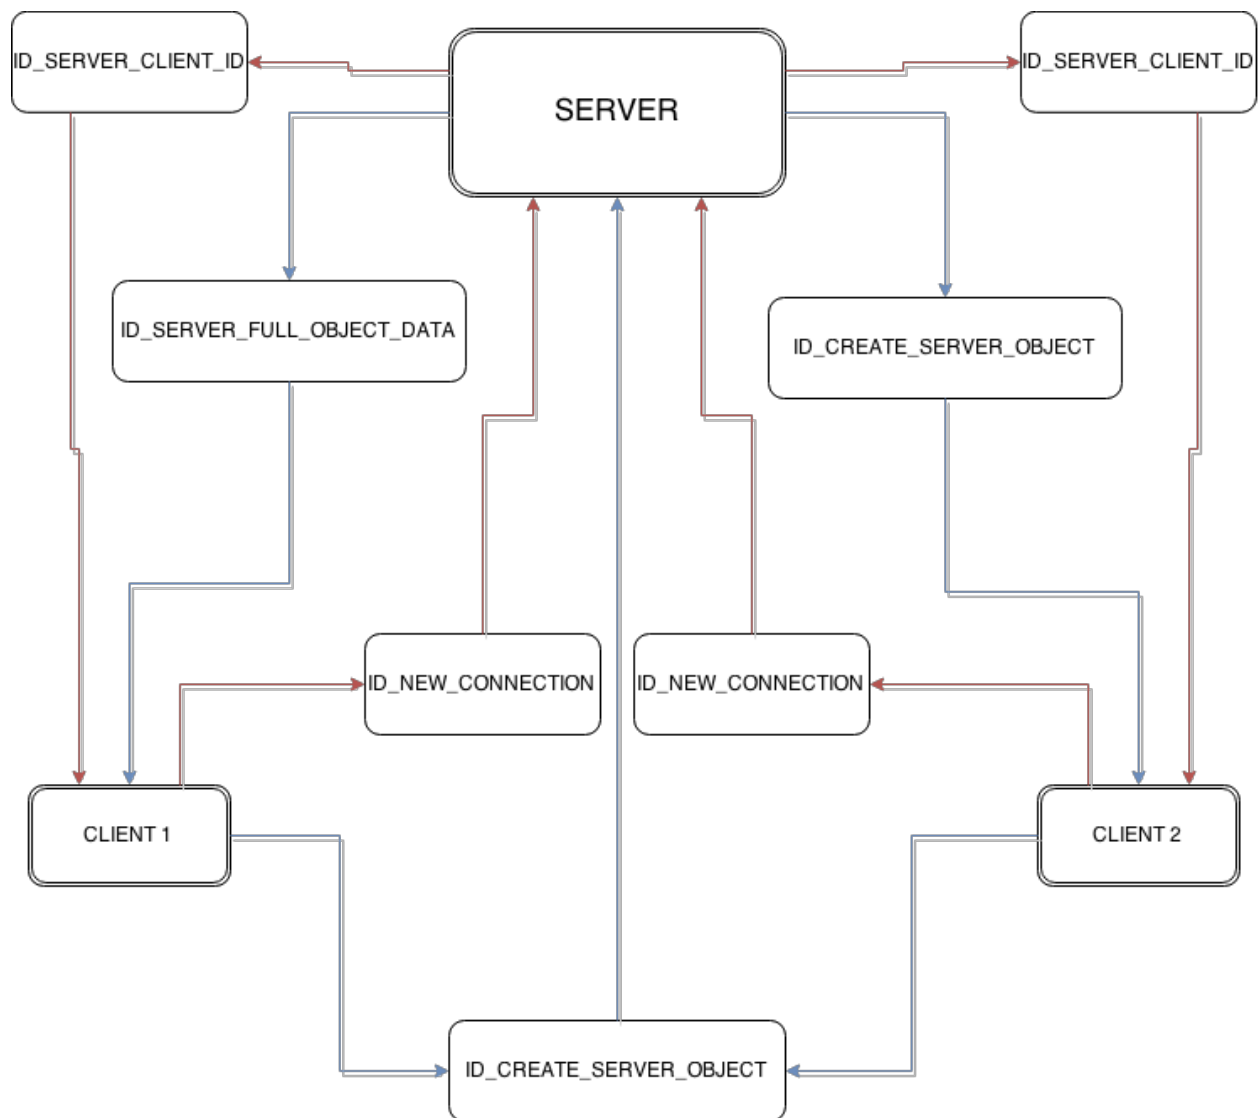 ID_SERVER_CLIENT_ID
SERVER
ID_SERVER_CLIENT_ID
ID_SERVER_FULL_OBJECT_DATA
ID_CREATE_SERVER_OBJECT
ID_NEW_CONNECTION
ID_NEW_CONNECTION
CLIENT 1
CLIENT 2
ID_CREATE_SERVER_OBJECT